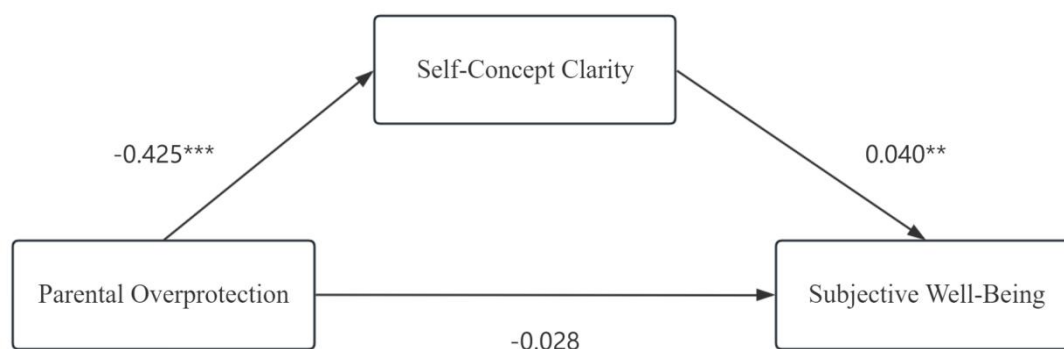 Self-Concept Clarity
-0.425***
0.040**
Parental Overprotection
Subjective Well-Being
-0.028